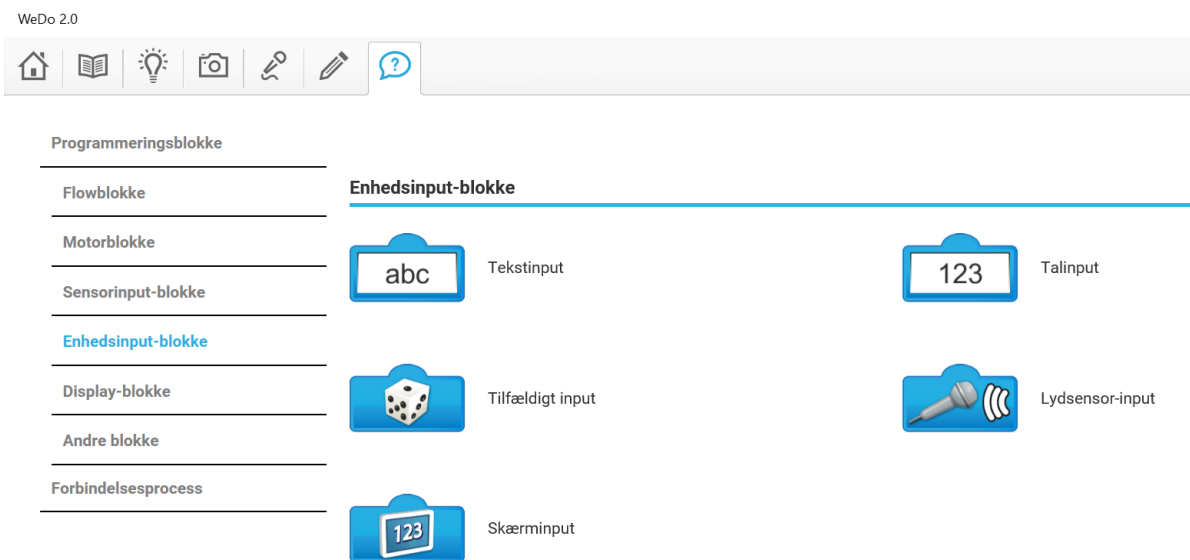 WeDo 2.0
?
Programmeringsblokke
Flowblokke
Motorblokke
Sensorinput-blokke
Enhedsinput-blokke
Display-blokke
Andre blokke
Forbindelsesprocess
Enhedsinput-blokke
abc Tekstinput
123 Talinput
Tilfældigt input
Lydsensor-input
123 Skærminput